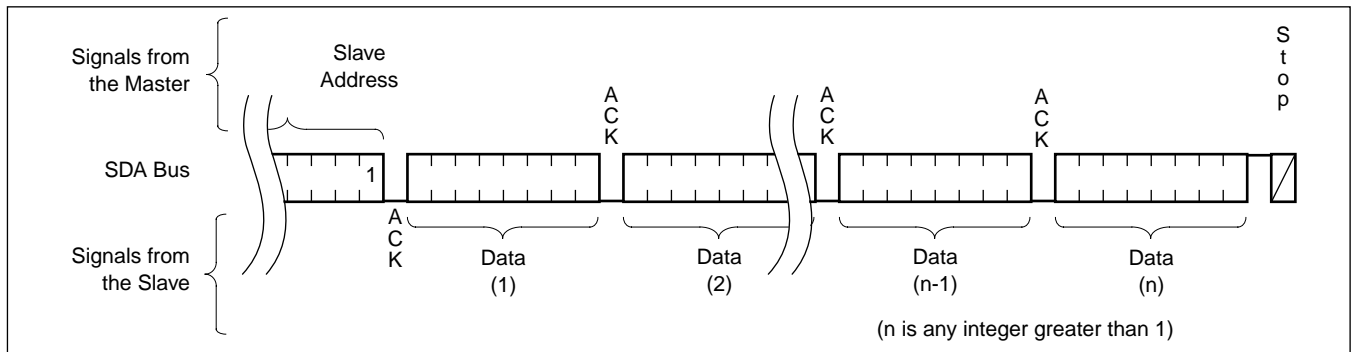 Signals from
the Master
Slave
Address
A
C
K
A
C
K
A
C
K
S
t
o
p
SDA Bus
1
Signals from
the Slave
A
C
K
Data
(1)
Data
(2)
Data
(n-1)
Data
(n)
(n is any integer greater than 1)